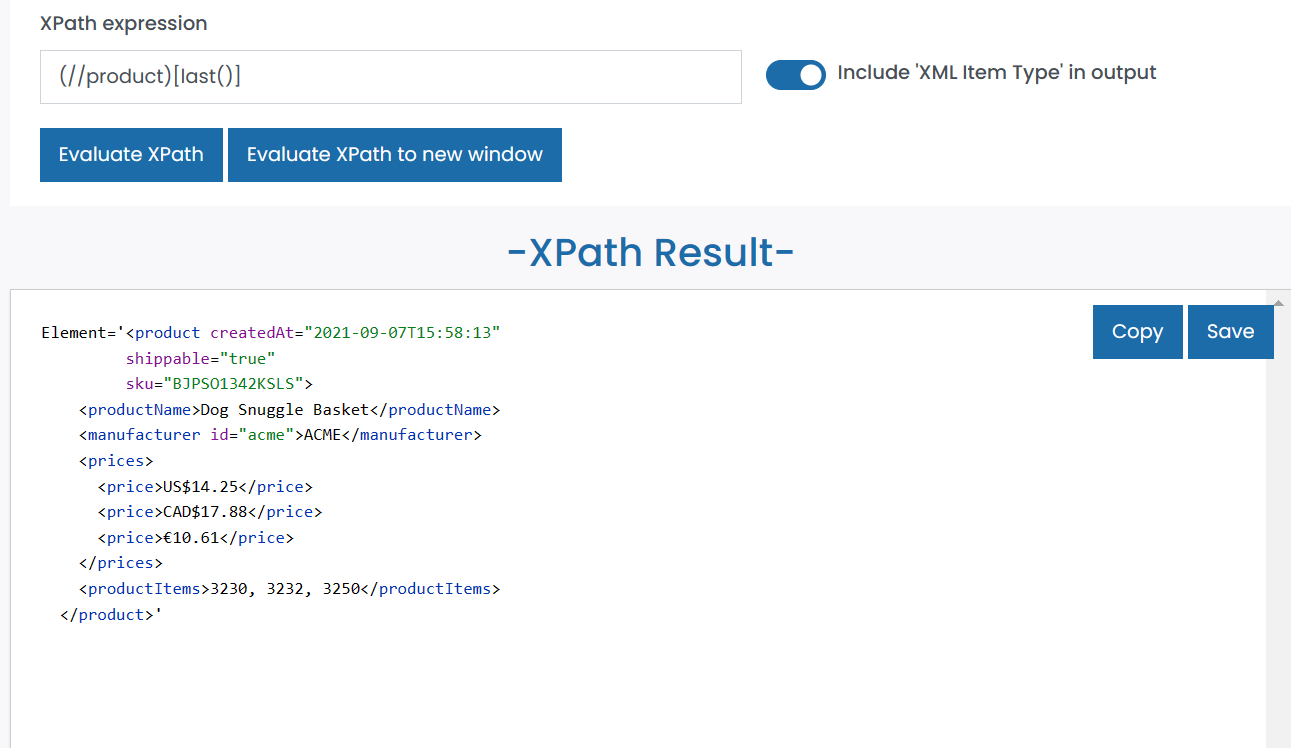 XPath expression
(//product)[last()]
Include 'XML Item Type' in output
Evaluate XPath
Evaluate XPath to new window
-XPath Result-
Copy
Save
Element='<product createdAt="2021-09-07T15:58:13"
shippable="true"
sku="BJPSO1342KSLS">
<productName>Dog Snuggle Basket</productName>
<manufacturer id="acme">ACME</manufacturer>
<prices>
<price>US$14.25</price>
<price>CAD$17.88</price>
<price>€10.61</price>
</prices>
<productItems>3230, 3232, 3250</productItems>
</product>'